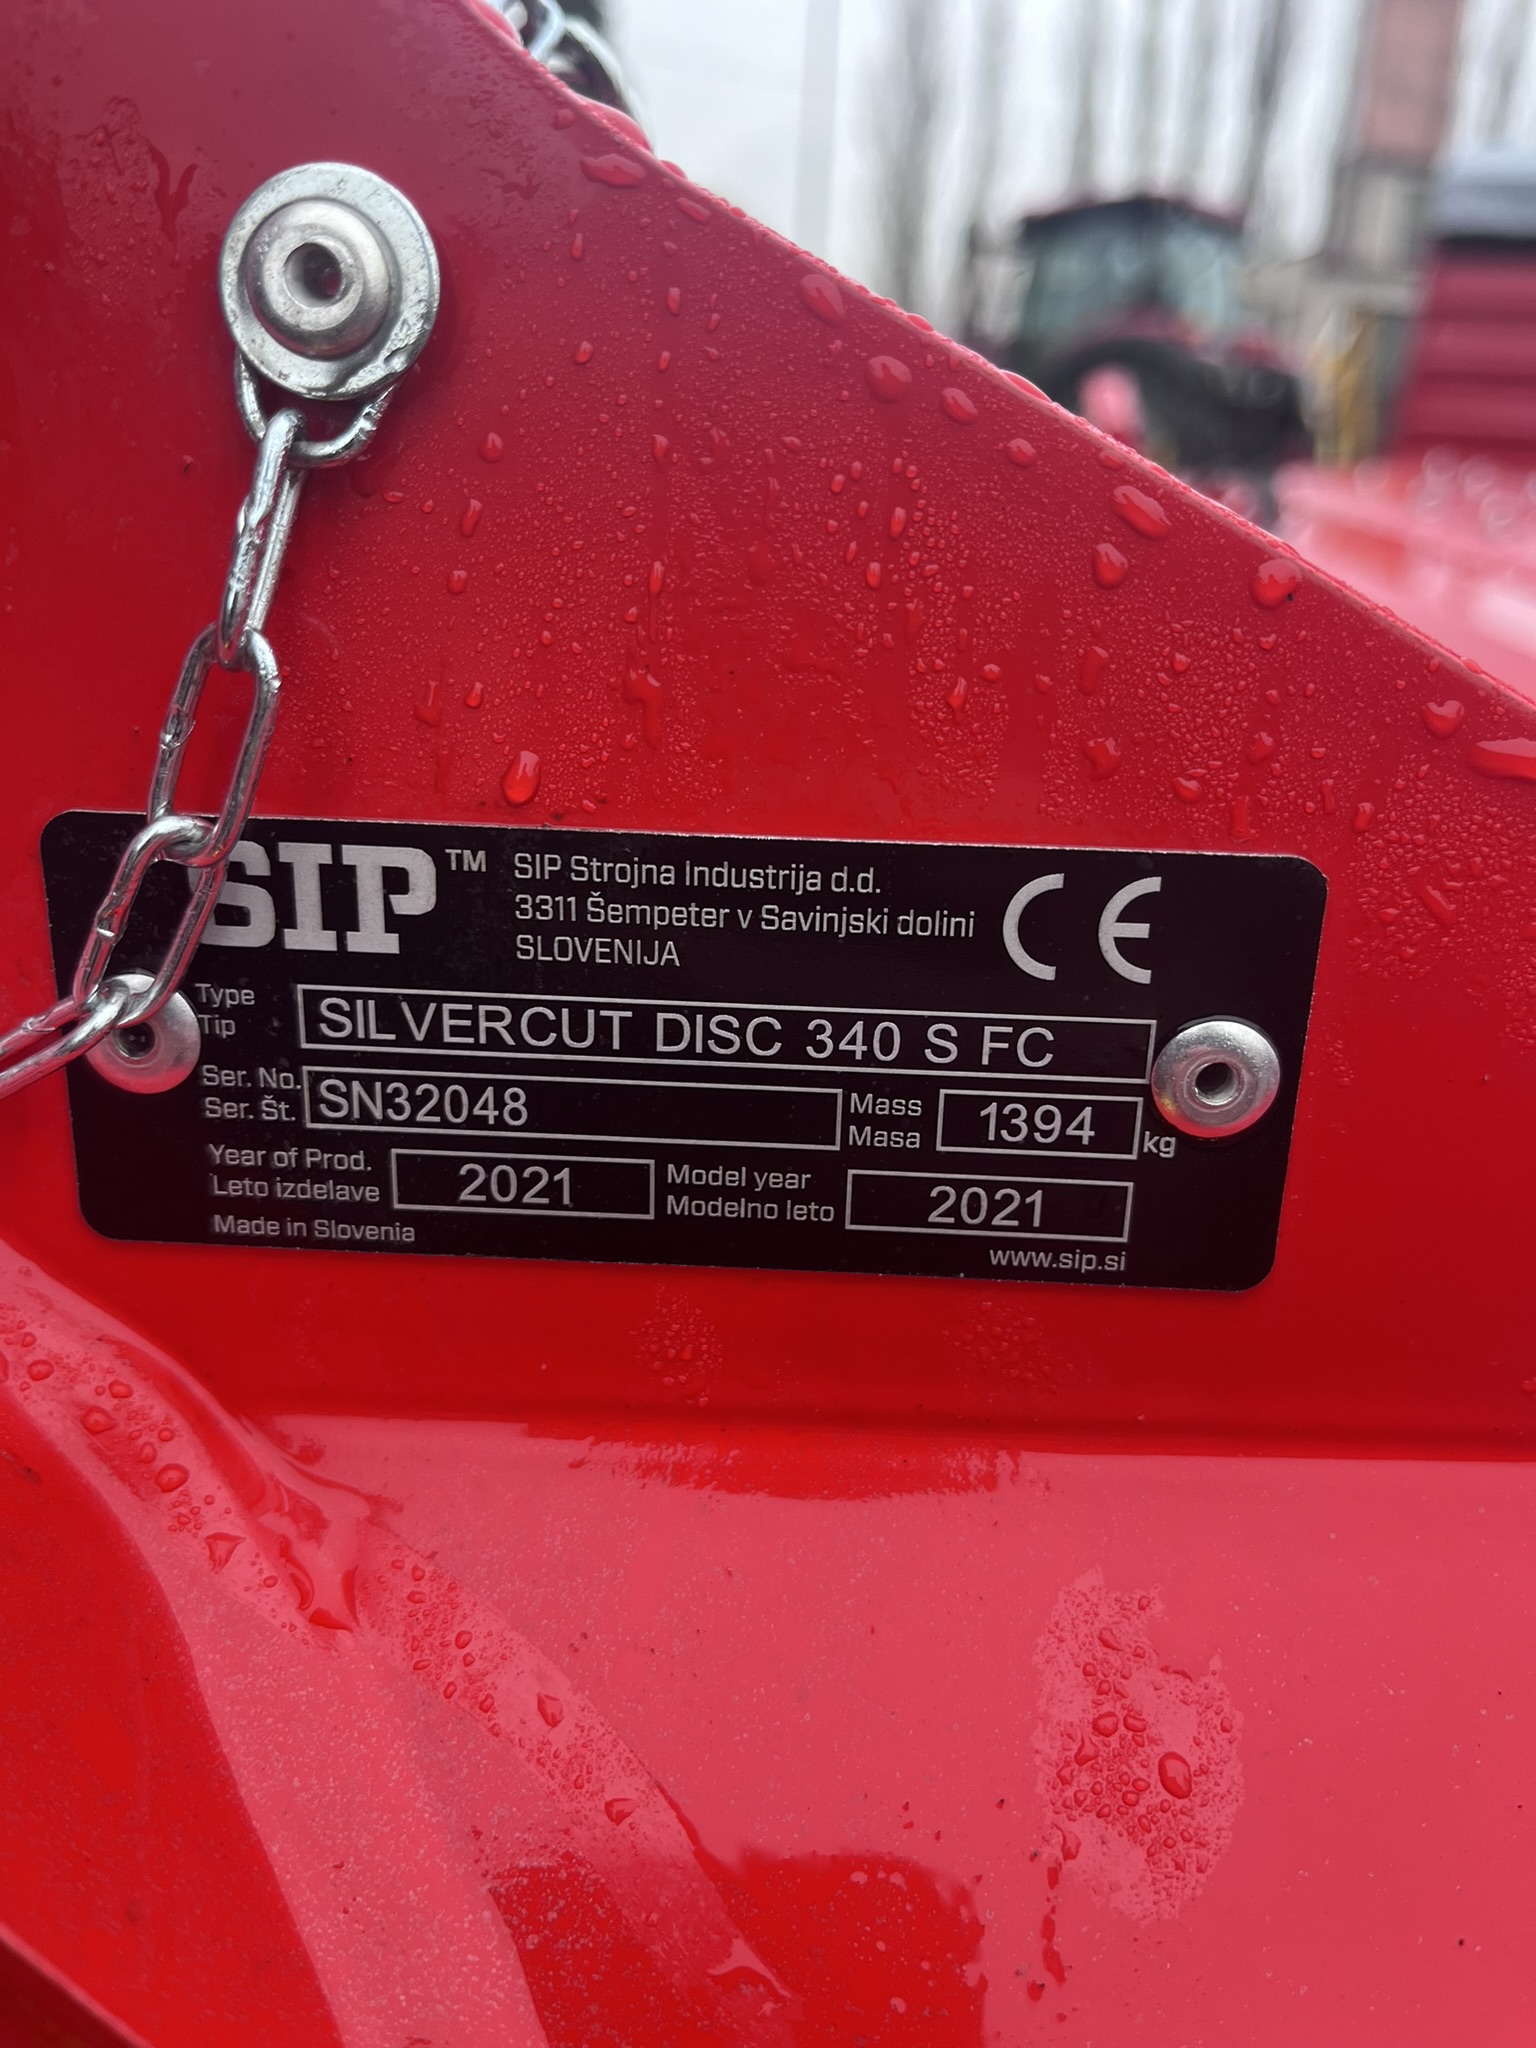 SIP™
SIP Strojna Industrija d.d.
3311 Šempeter v Savinjski dolini
SLOVENIJA
CE
Type
Tip
SILVERCUT DISC 340 S FC
Ser. No.
Ser. Št.
SN32048
Mass
Masa
1394
kg
Year of Prod.
Leto izdelave
2021
Model year
Modelno leto
2021
Made in Slovenia
www.sip.si